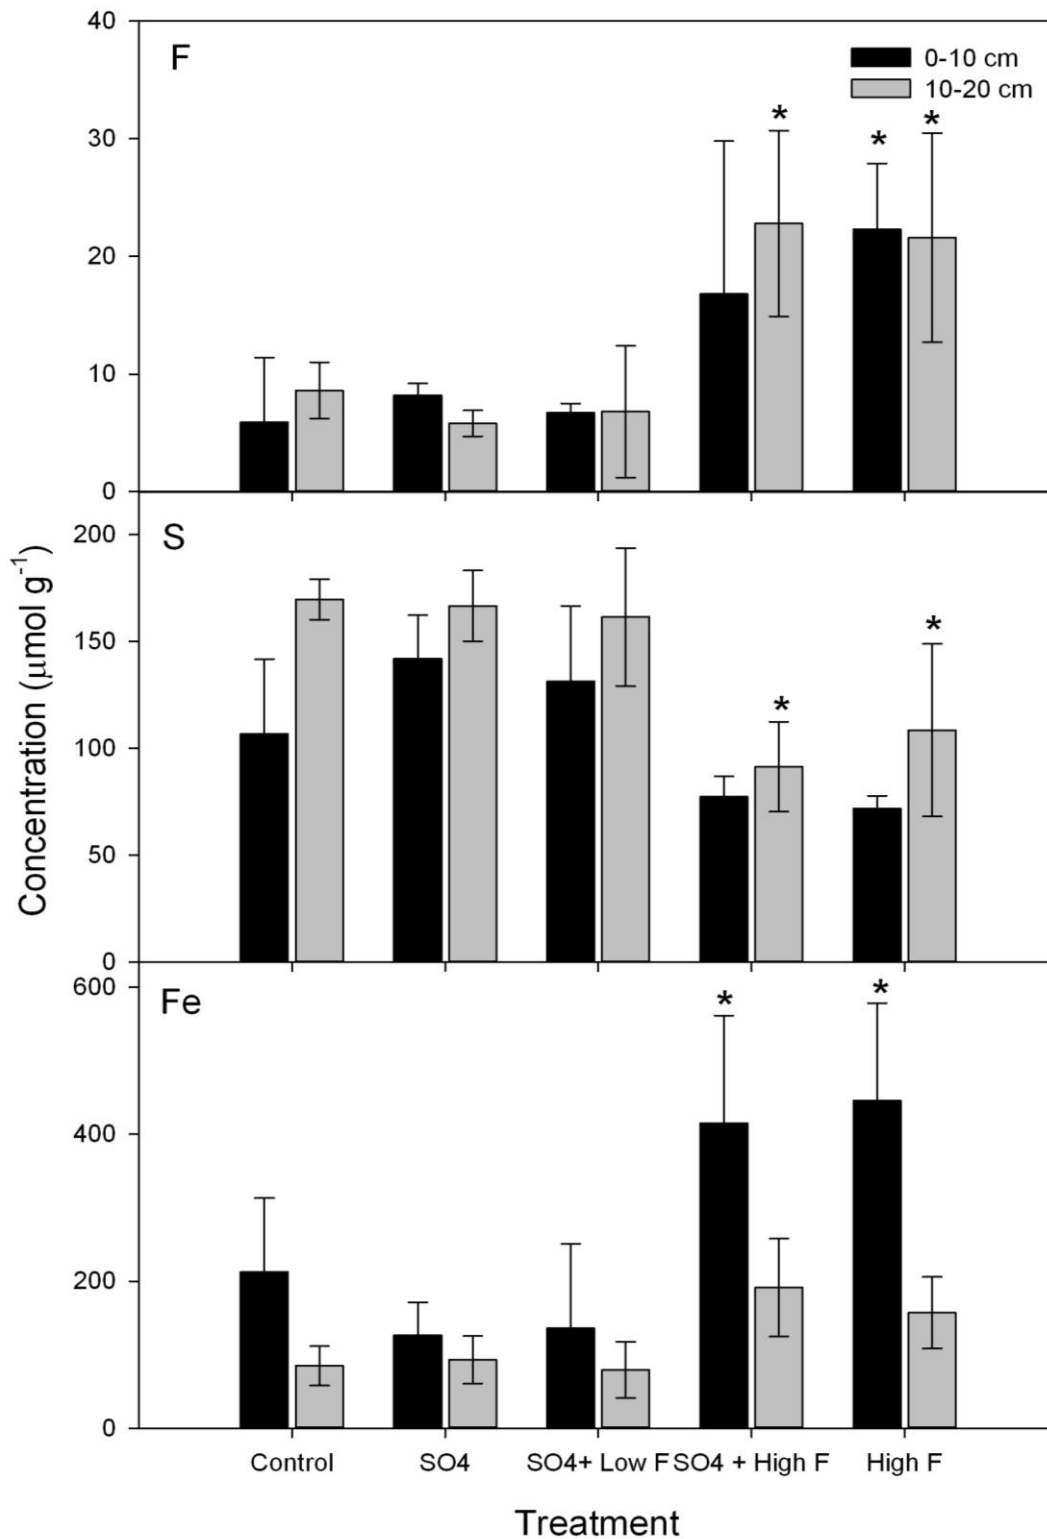 F
0-10 cm
10-20 cm
40
30
20
10
0
* * *
S
200
150
100
50
0
* *
Fe
600
400
200
0
* *
Concentration (μmol g⁻¹)
Control SO4 SO4+ Low F SO4 + High F High F
Treatment